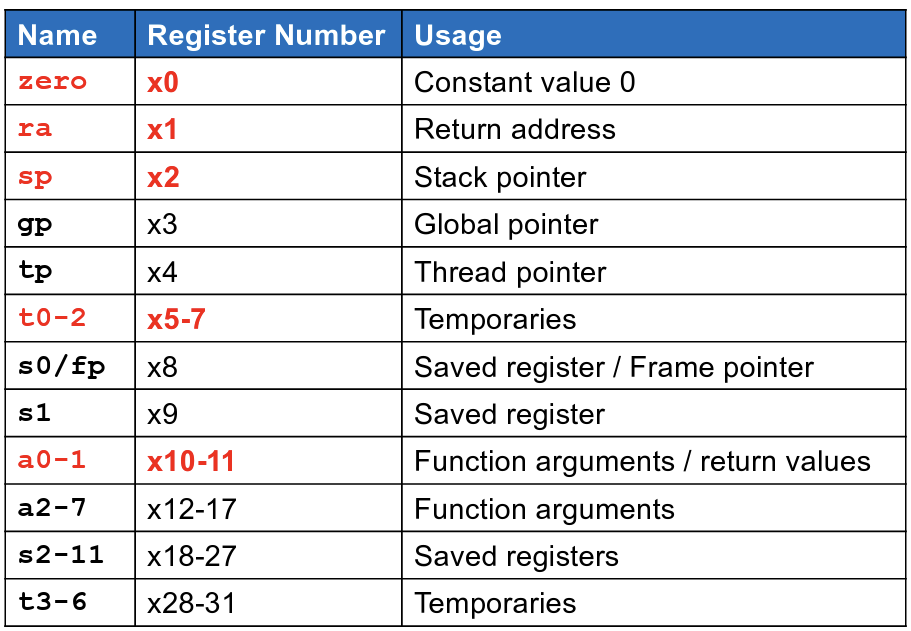 Name Register Number Usage
zero x0 Constant value 0
ra x1 Return address
sp x2 Stack pointer
gp x3 Global pointer
tp x4 Thread pointer
t0-2 x5-7 Temporaries
s0/fp x8 Saved register / Frame pointer
s1 x9 Saved register
a0-1 x10-11 Function arguments / return values
a2-7 x12-17 Function arguments
s2-11 x18-27 Saved registers
t3-6 x28-31 Temporaries